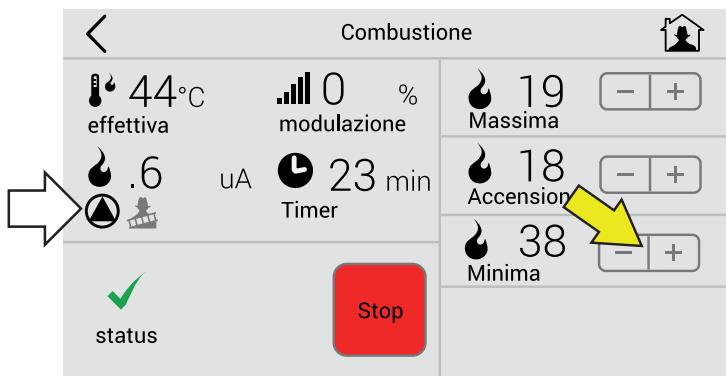 Combustione
44°C
effettiva
0 %
modulazione
.6 uA
23 min
Timer
status
Stop
19
Massima
- +
18
Accension
- +
38
Minima
- +